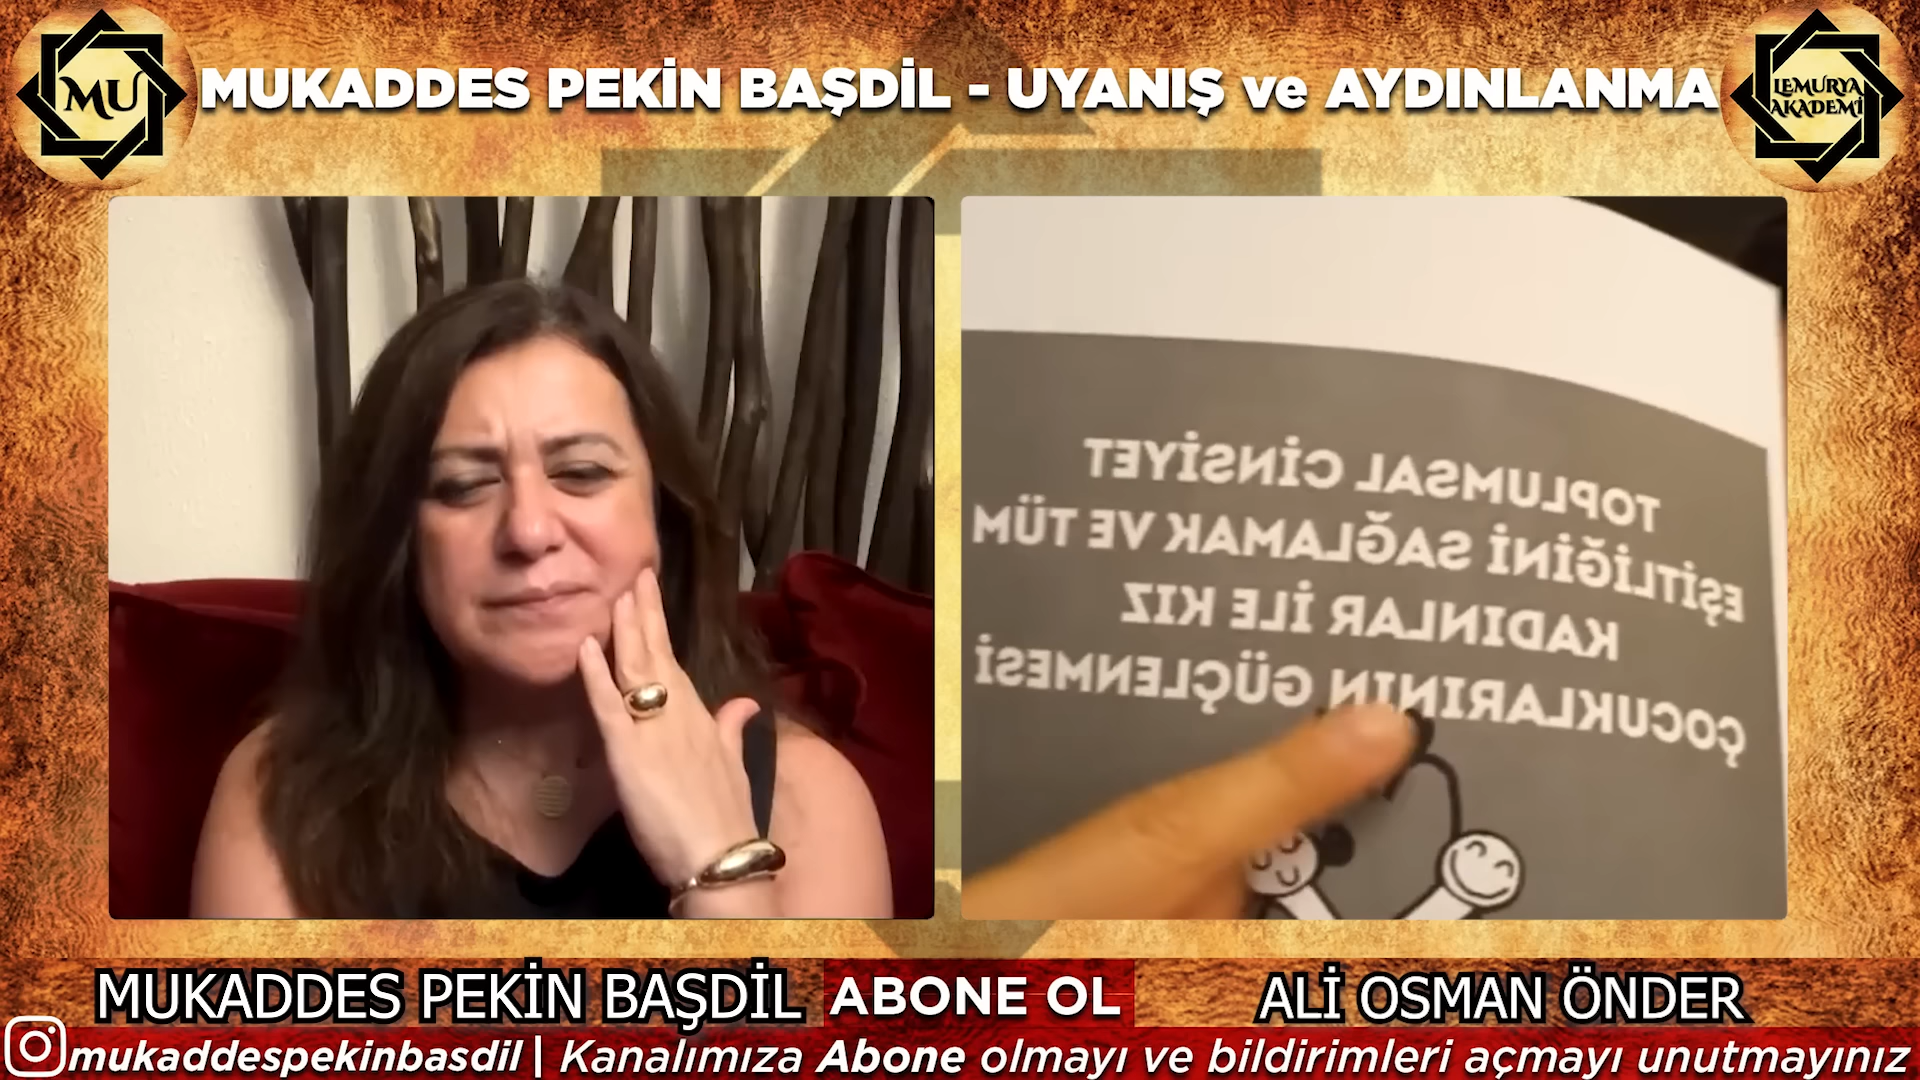 MU
MUKADDES PEKİN BAŞDİL - UYANIŞ ve AYDINLANMA
LEMURYA
AKADEMİ
TOPLUMSAL CİNSİYET
EŞİTLİĞİNİ SAĞLAMAK VE TÜM
KADINLAR İLE KIZ
ÇOCUKLARININ GÜÇLENMESİ
MUKADDES PEKİN BAŞDİL
ABONE OL
ALİ OSMAN ÖNDER
mukaddespekinbasdil | Kanalımıza Abone olmayı ve bildirimleri açmayı unutmayınız